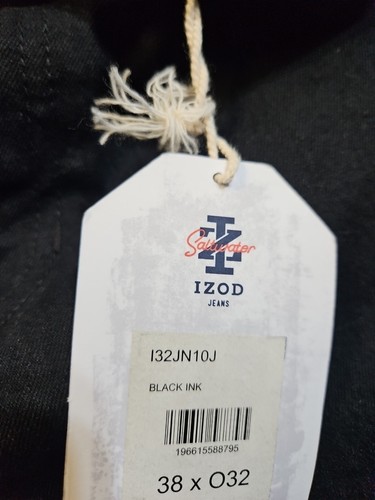 Saltwater
IZOD
JEANS
I32JN10J
BLACK INK
196615588795
38 x O32